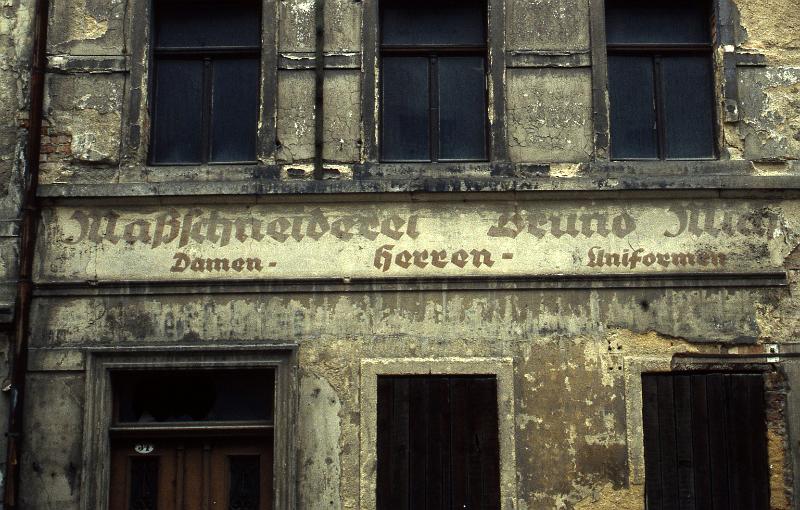 Maßschneiderei Bruno
Damen- Herren- Uniformen